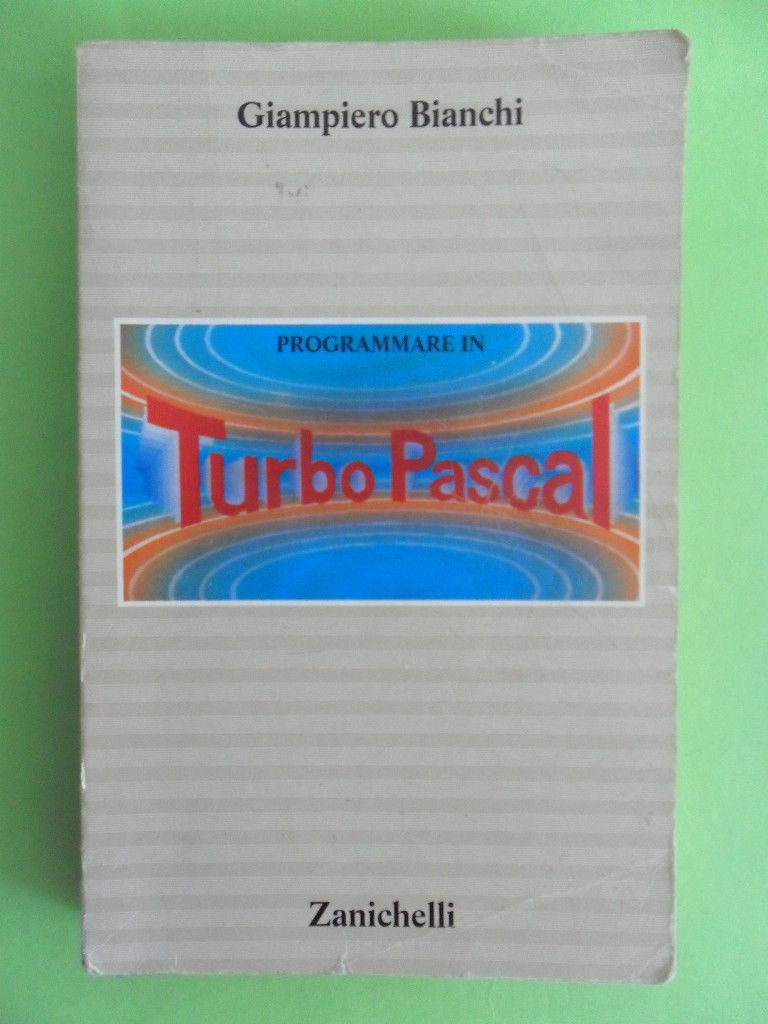 Giampiero Bianchi
PROGRAMMARE IN
Turbo Pascal
Zanichelli